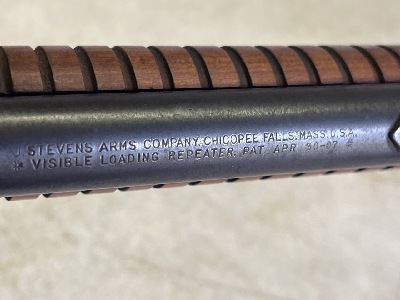 J STEVENS ARMS COMPANY, CHICOPEE FALLS, MASS. U.S.A.
* VISIBLE LOADING REPEATER, PAT. APR 30-07 *